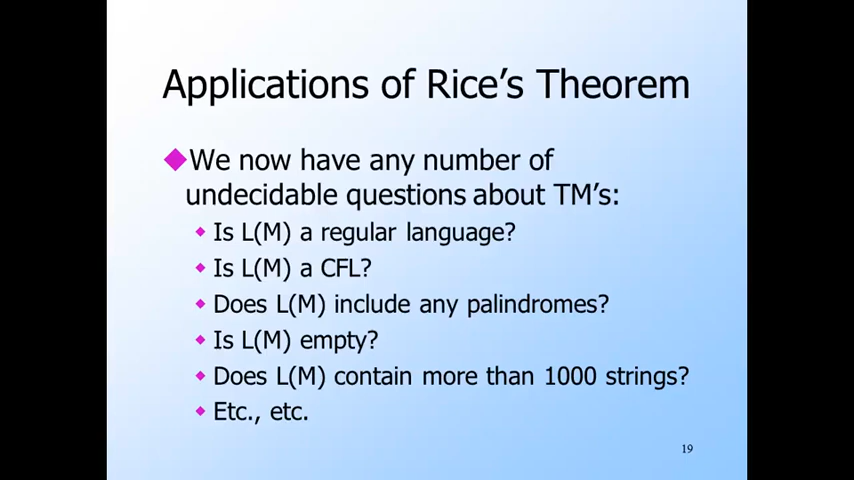 Applications of Rice’s Theorem
We now have any number of
undecidable questions about TM’s:
Is L(M) a regular language?
Is L(M) a CFL?
Does L(M) include any palindromes?
Is L(M) empty?
Does L(M) contain more than 1000 strings?
Etc., etc.
19